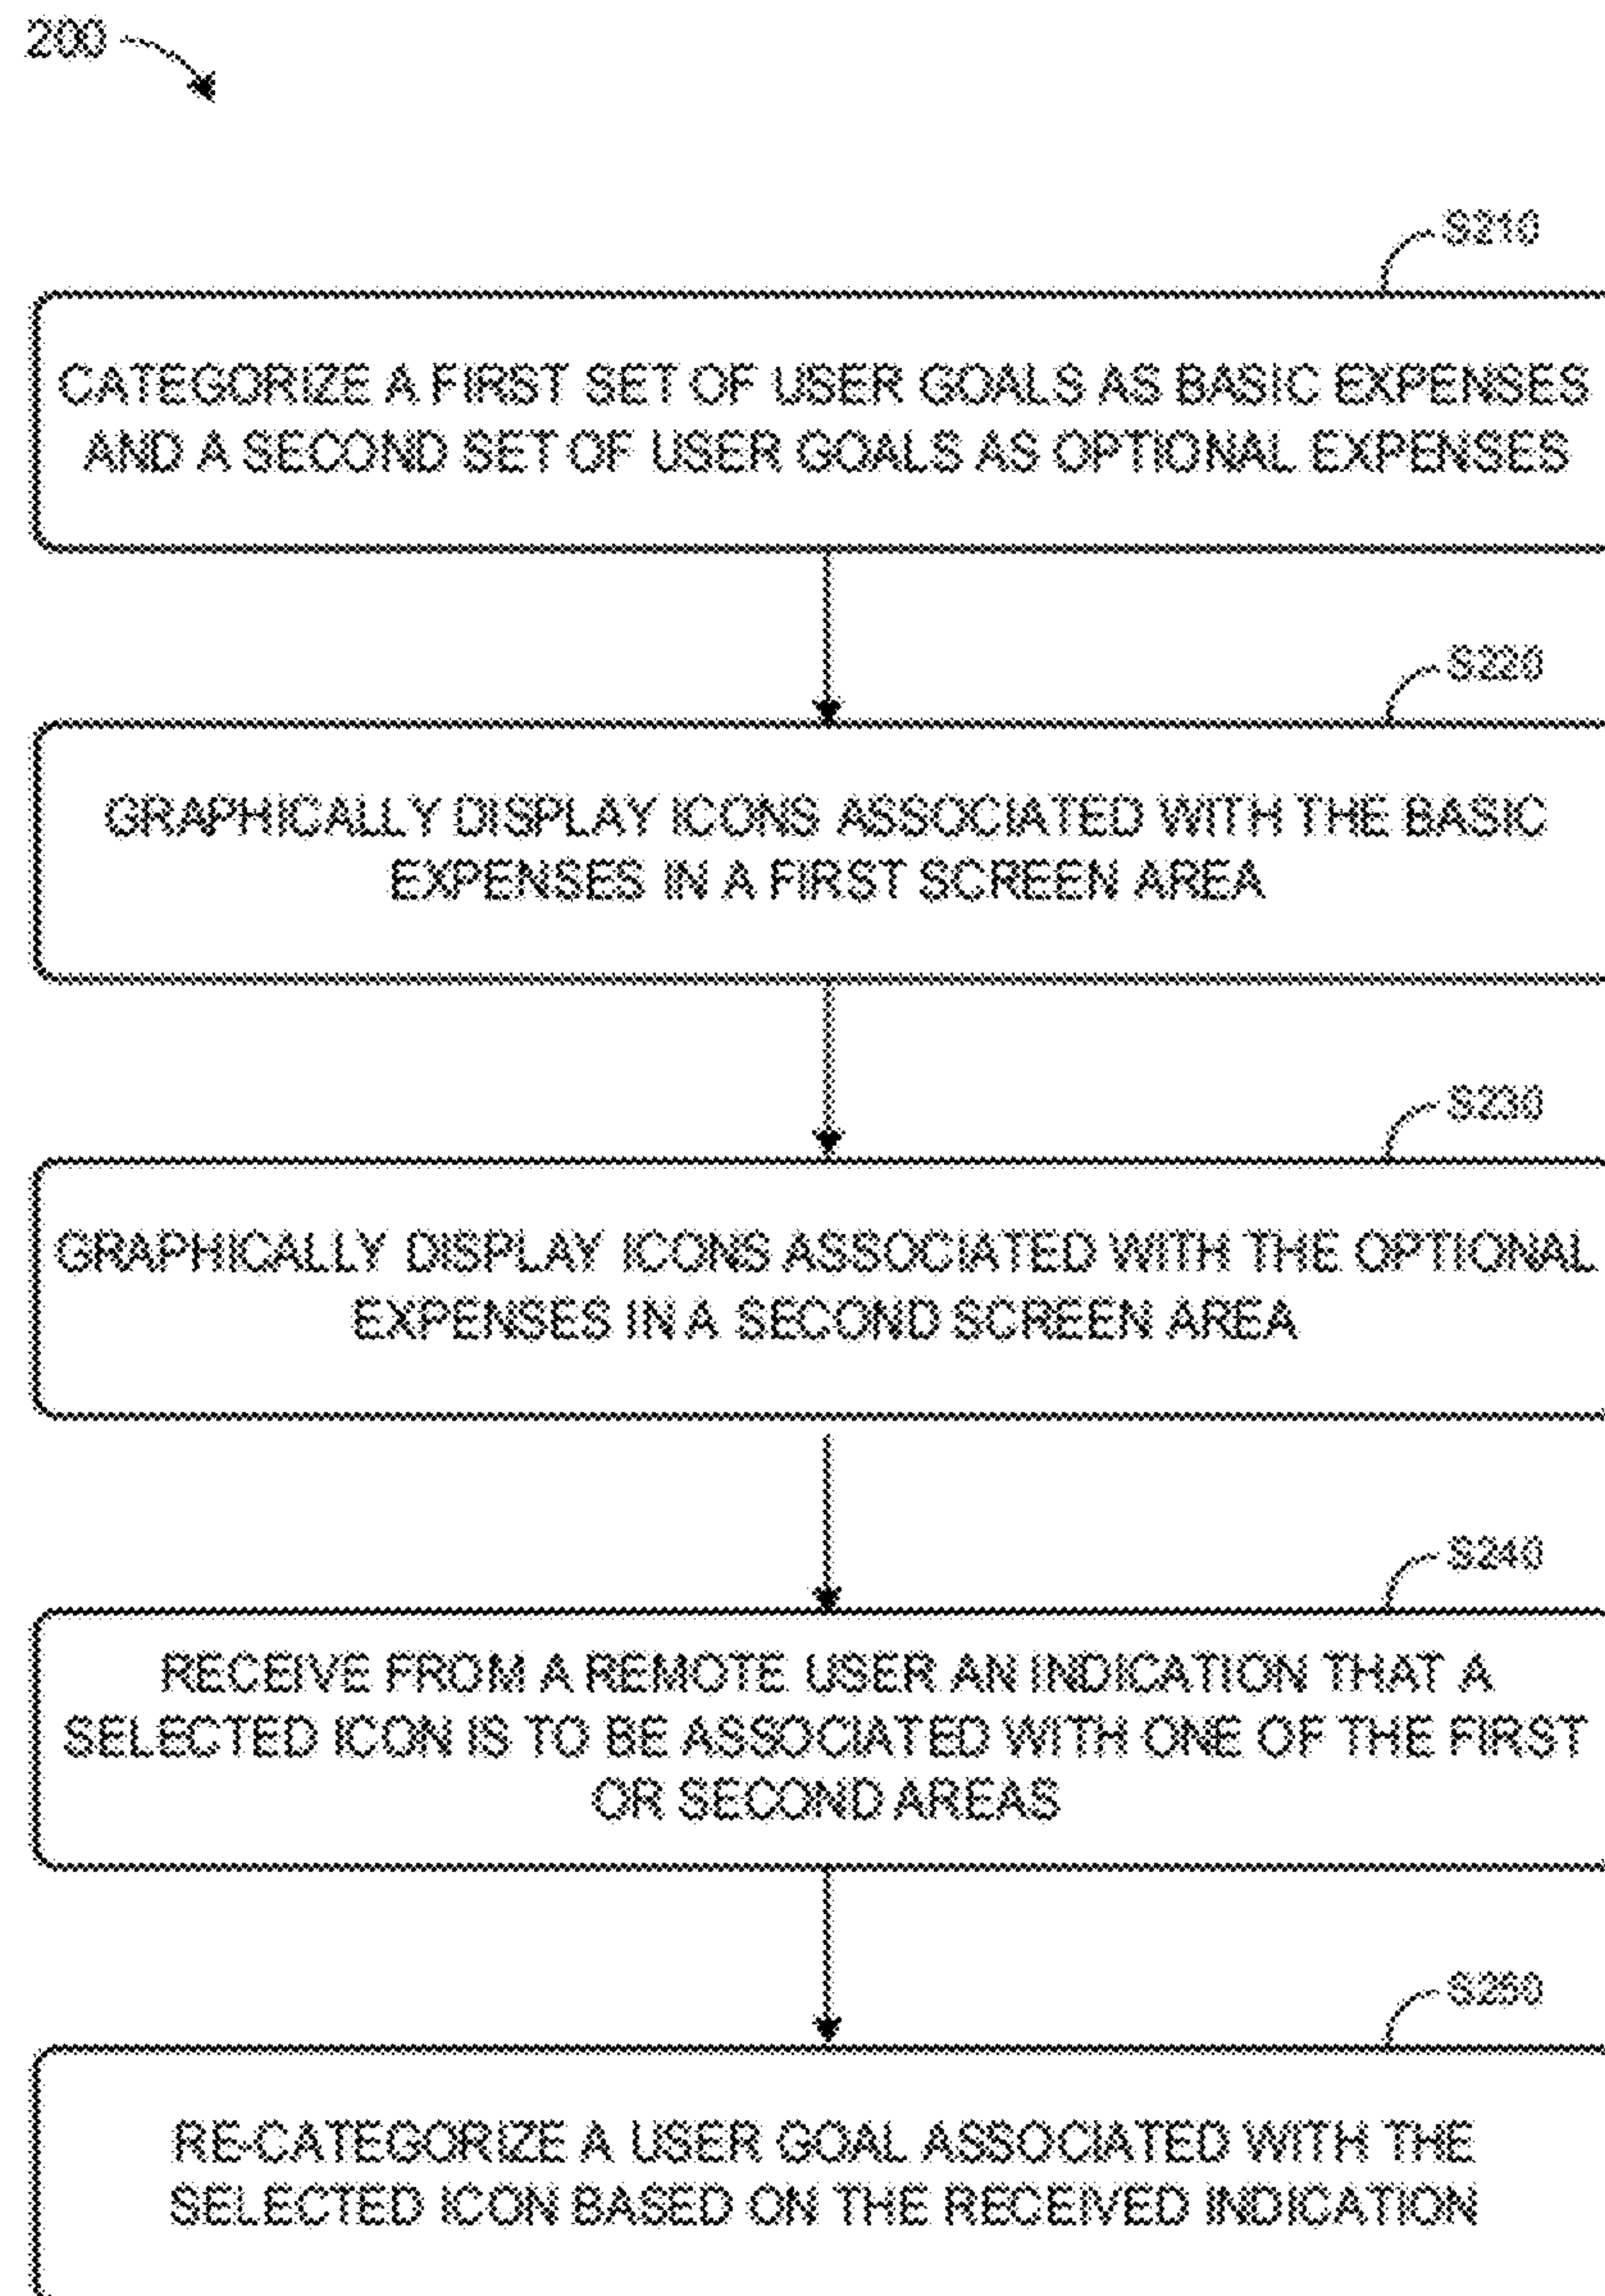 200
S210
CATEGORIZE A FIRST SET OF USER GOALS AS BASIC EXPENSES
AND A SECOND SET OF USER GOALS AS OPTIONAL EXPENSES
S220
GRAPHICALLY DISPLAY ICONS ASSOCIATED WITH THE BASIC
EXPENSES IN A FIRST SCREEN AREA
S230
GRAPHICALLY DISPLAY ICONS ASSOCIATED WITH THE OPTIONAL
EXPENSES IN A SECOND SCREEN AREA
S240
RECEIVE FROM A REMOTE USER AN INDICATION THAT A
SELECTED ICON IS TO BE ASSOCIATED WITH ONE OF THE FIRST
OR SECOND AREAS
S250
RE-CATEGORIZE A USER GOAL ASSOCIATED WITH THE
SELECTED ICON BASED ON THE RECEIVED INDICATION